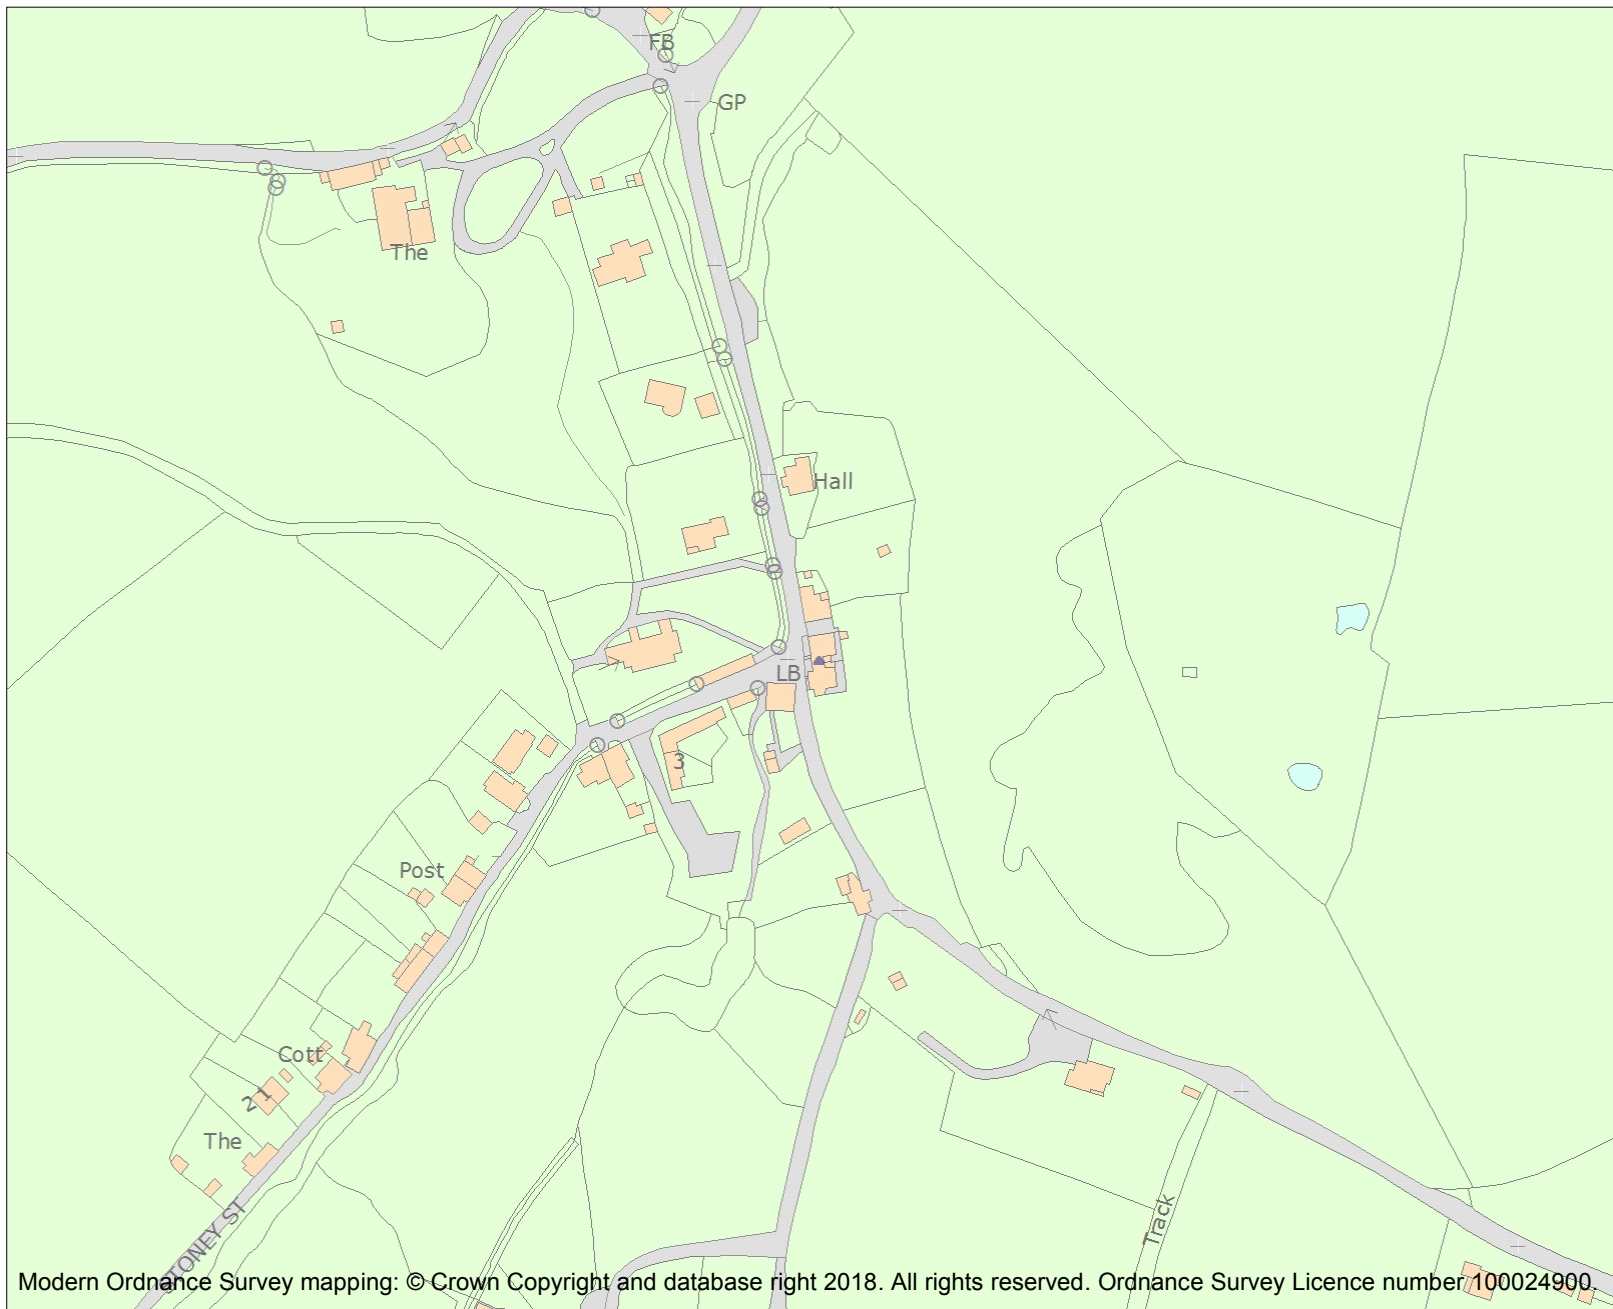 FB
GP
The
Hall
LB
3
Post
Cott
2 1
The
STONEY ST
Track
Modern Ordnance Survey mapping: © Crown Copyright and database right 2018. All rights reserved. Ordnance Survey Licence number 100024900.